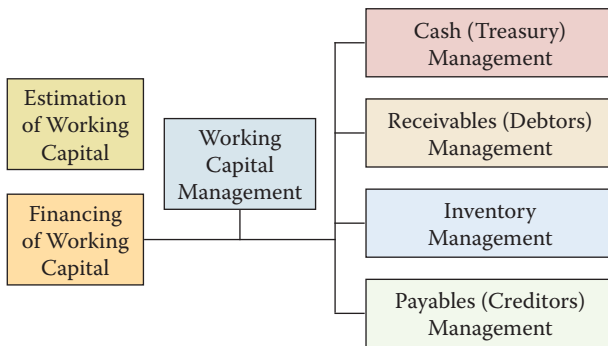 Estimation
of Working
Capital
Financing
of Working
Capital
Working
Capital
Management
Cash (Treasury)
Management
Receivables (Debtors)
Management
Inventory
Management
Payables (Creditors)
Management